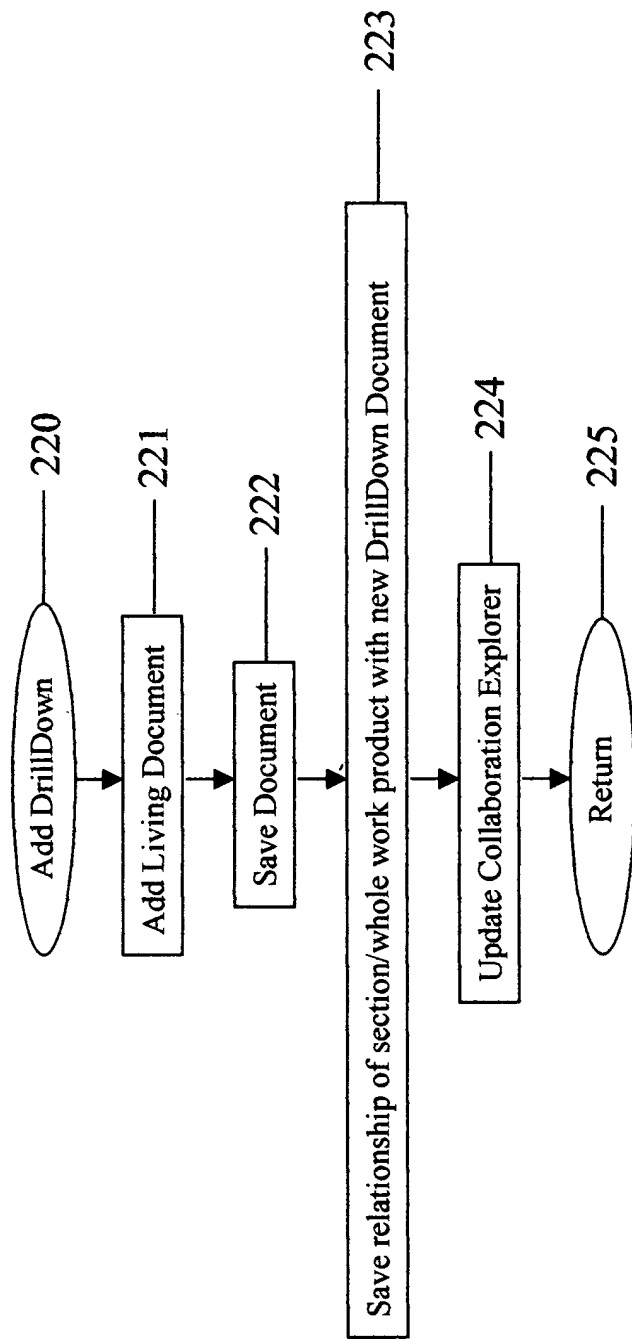 Add DrillDown
220
Add Living Document
221
Save Document
222
Save relationship of section/whole work product with new DrillDown Document
223
Update Collaboration Explorer
224
Return
225